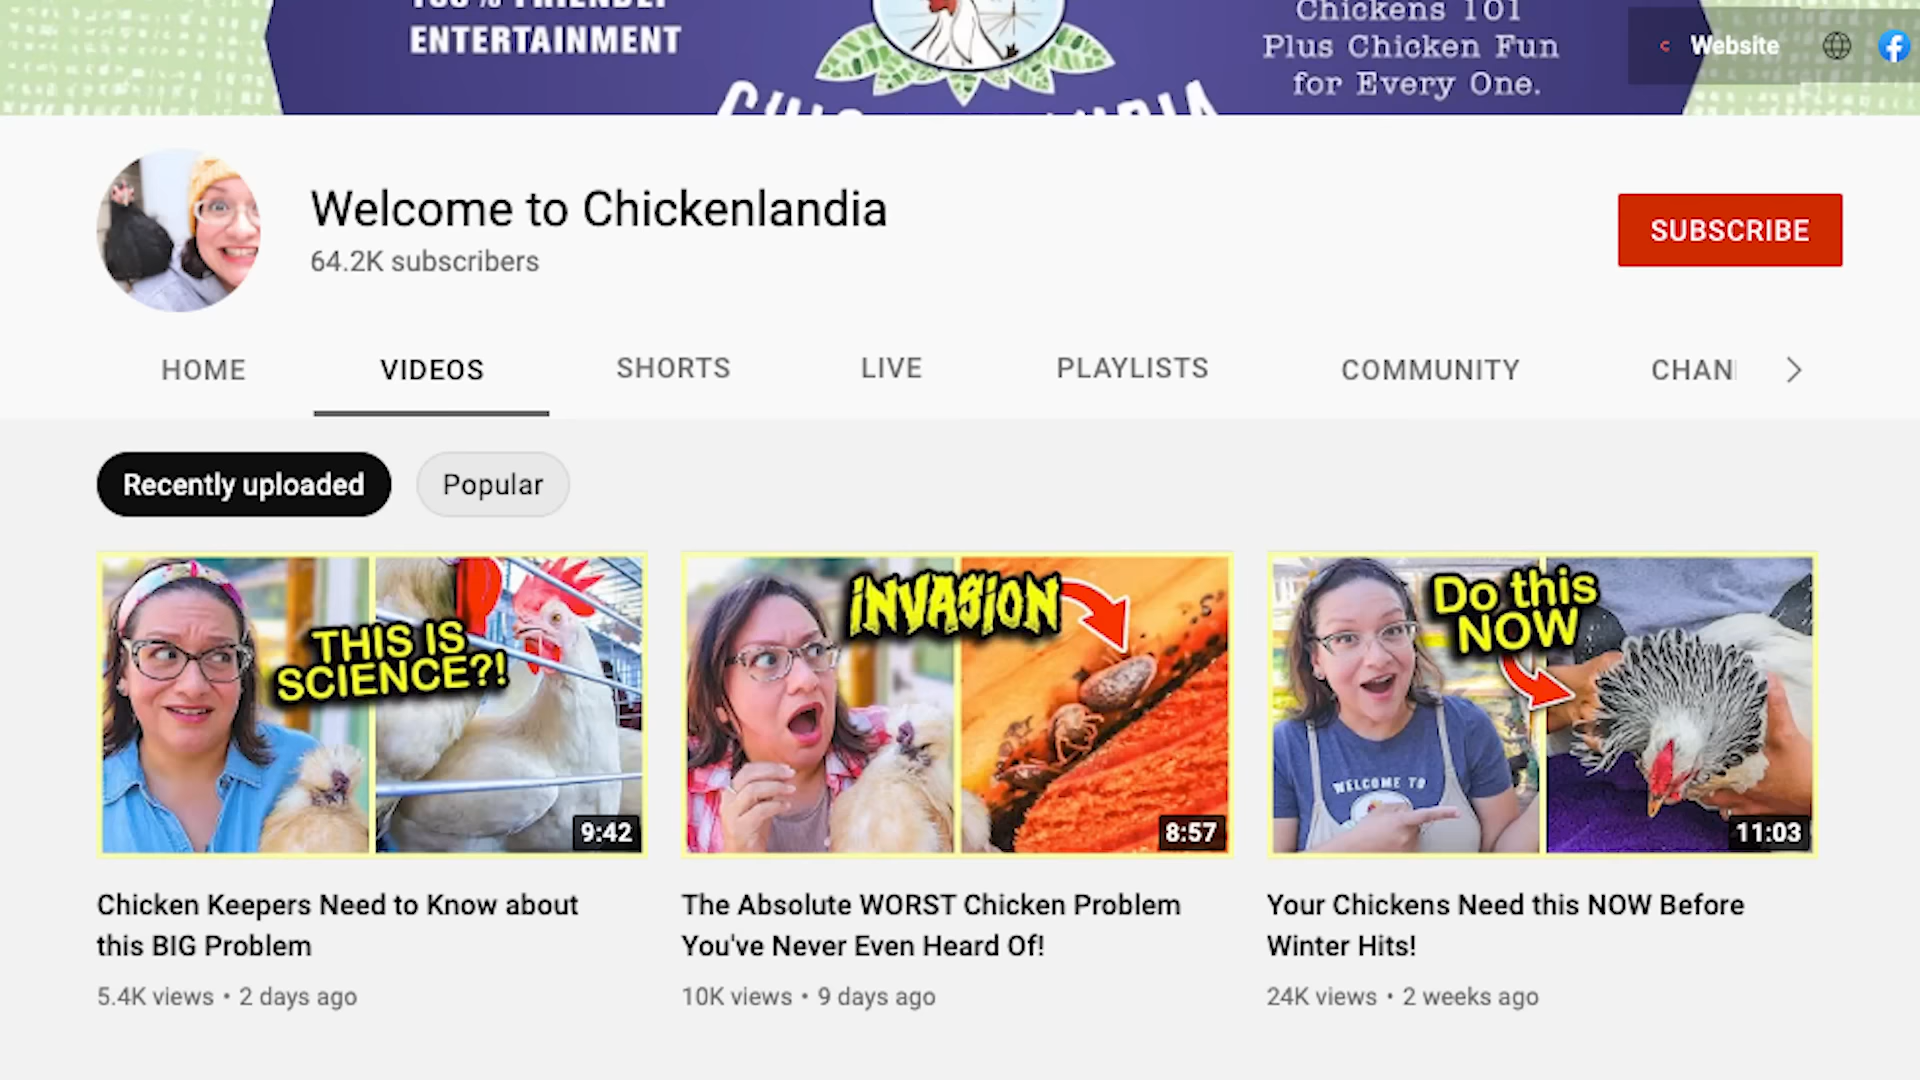 100% FRIENDLY
ENTERTAINMENT
Chickens 101
Plus Chicken Fun
for Every One.
Website
Welcome to Chickenlandia
64.2K subscribers
SUBSCRIBE
HOME VIDEOS SHORTS LIVE PLAYLISTS COMMUNITY CHAN
Recently uploaded Popular
THIS IS
SCIENCE?!
9:42
INVASION
8:57
Do this
NOW
WELCOME TO
11:03
Chicken Keepers Need to Know about
this BIG Problem
5.4K views • 2 days ago
The Absolute WORST Chicken Problem
You've Never Even Heard Of!
10K views • 9 days ago
Your Chickens Need this NOW Before
Winter Hits!
24K views • 2 weeks ago